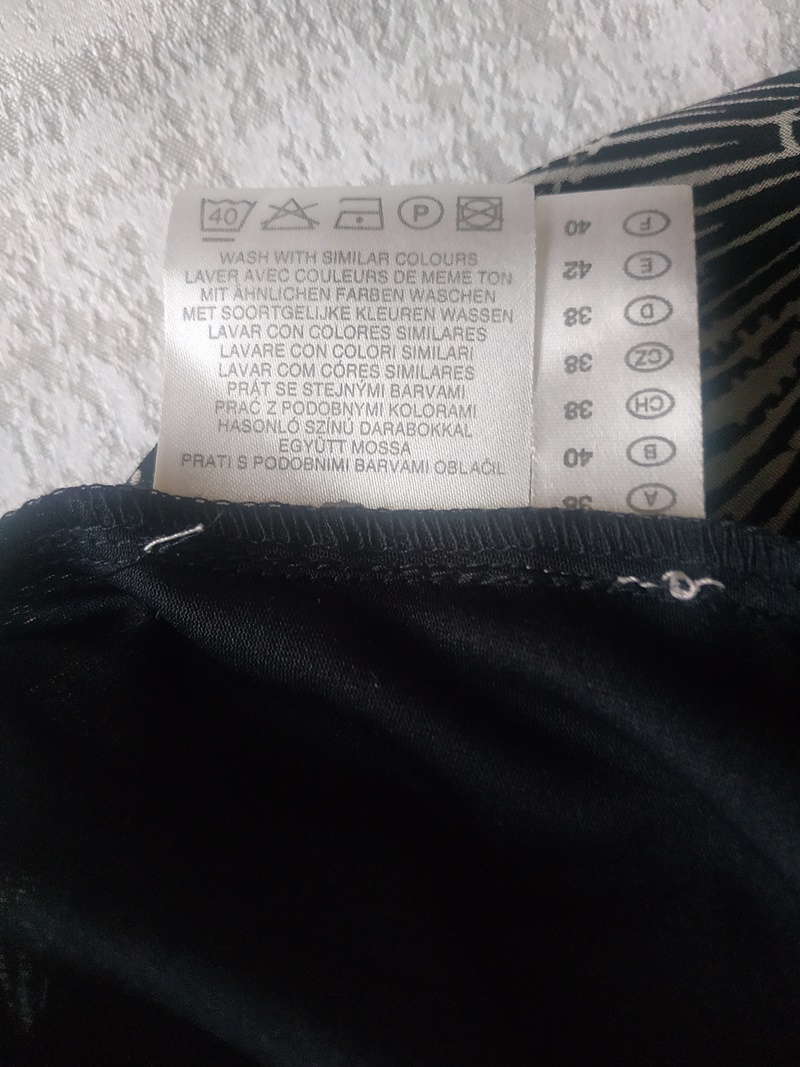 40 P
WASH WITH SIMILAR COLOURS
LAVER AVEC COULEURS DE MEME TON
MIT ÄHNLICHEN FARBEN WASCHEN
MET SOORTGELIJKE KLEUREN WASSEN
LAVAR CON COLORES SIMILARES
LAVARE CON COLORI SIMILARI
LAVAR COM CÓRES SIMILARES
PRÁT SE STEJNÝMI BARVAMI
PRAĆ Z PODOBNYMI KOLORAMI
HASONLÓ SZÍNŰ DARABOKKAL
EGYÜTT MOSSA
PRATI S PODOBNIMI BARVAMI OBLAČIL
A 38
B 40
CH 38
CZ 38
D 38
E 42
F 40